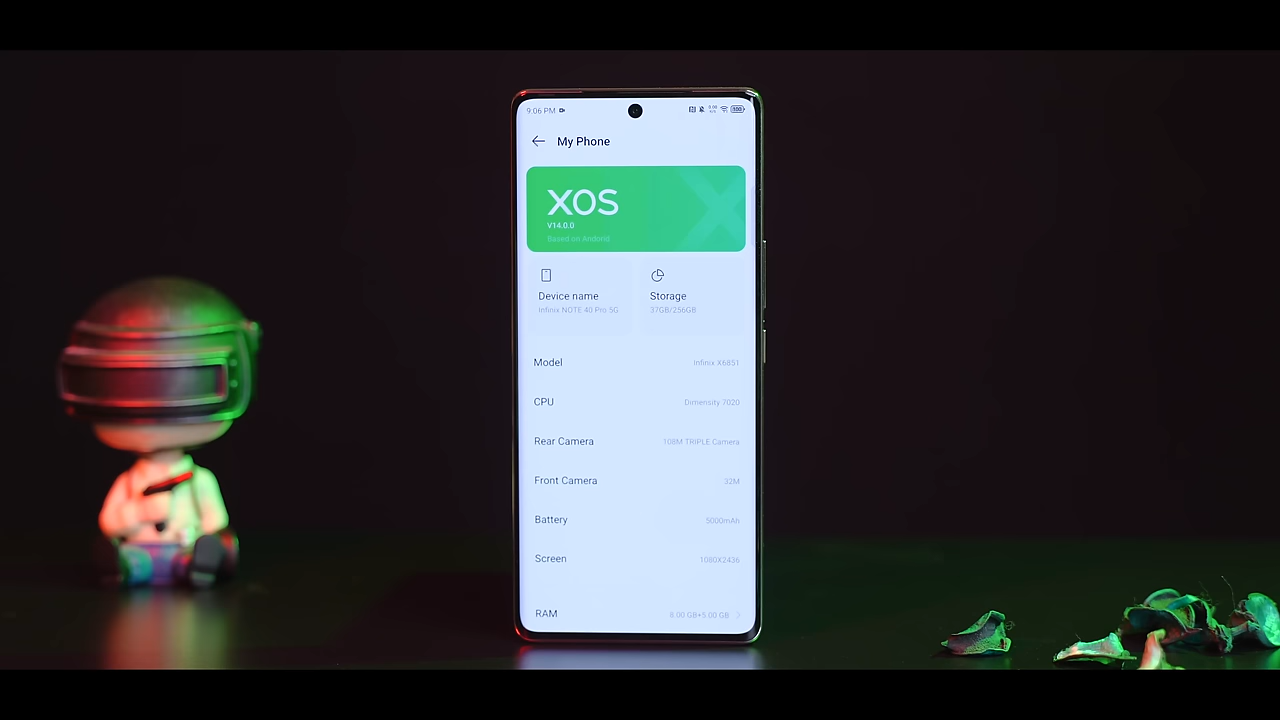 9:06 PM
My Phone
XOS
V14.0.0
Based on Android
Device name
Storage
Infinix NOTE 40 Pro 5G
37GB/256GB
Model
Infinix X6851
CPU
Dimensity 7020
Rear Camera
108M TRIPLE Camera
Front Camera
32M
Battery
5000mAh
Screen
1080X2436
RAM
8.00 GB+5.00 GB